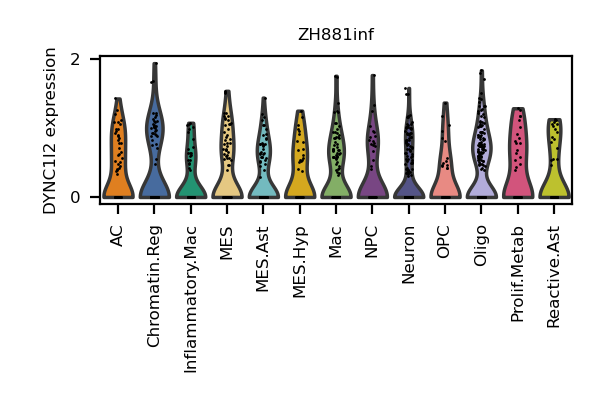 ZH881inf
DYNC1I2 expression
2
0
AC
Chromatin.Reg
Inflammatory.Mac
MES
MES.Ast
MES.Hyp
Mac
NPC
Neuron
OPC
Oligo
Prolif.Metab
Reactive.Ast